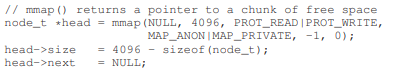 // mmap() returns a pointer to a chunk of free space
node_t *head = mmap(NULL, 4096, PROT_READ|PROT_WRITE,
MAP_ANON|MAP_PRIVATE, -1, 0);
head->size = 4096 - sizeof(node_t);
head->next = NULL;